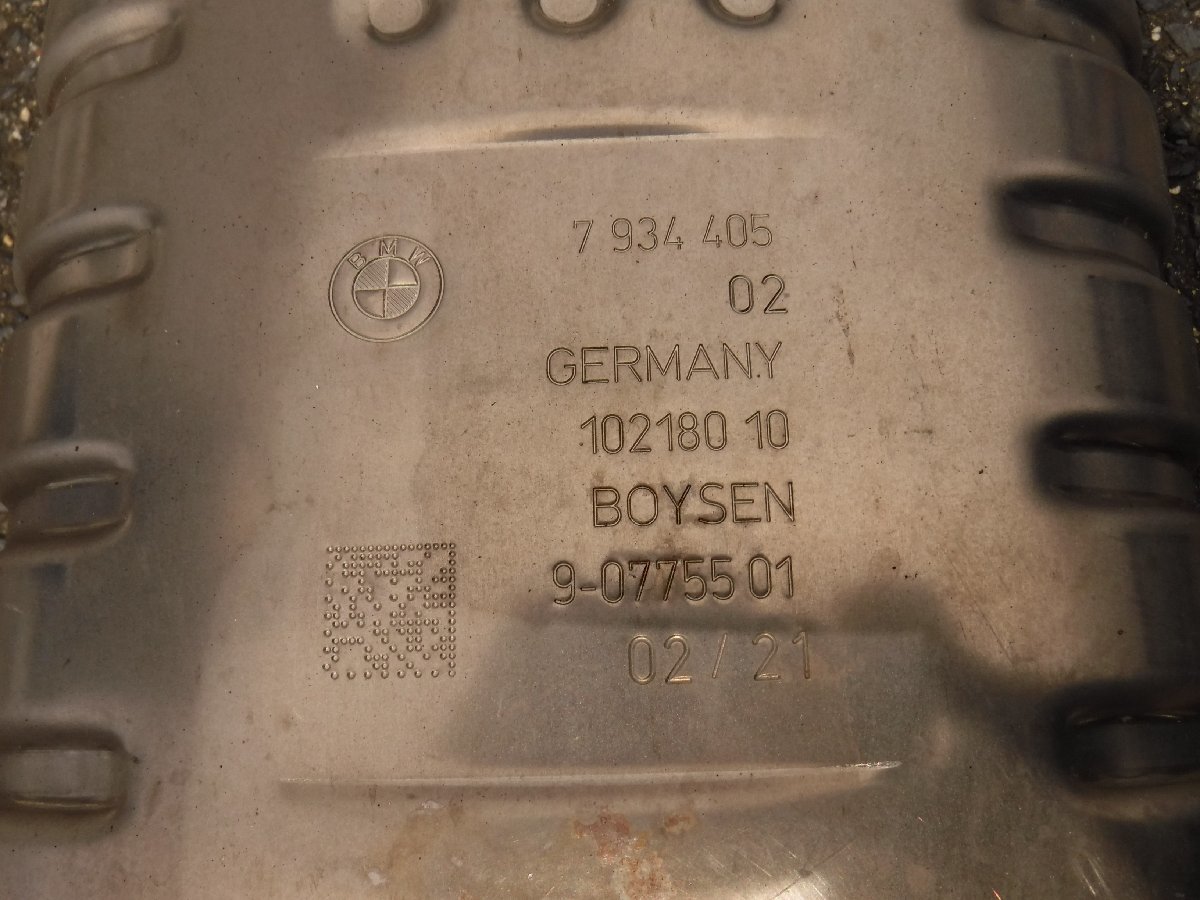 BMW
7 934 405
02
GERMANY
102180 10
BOYSEN
9-07755 01
02/21